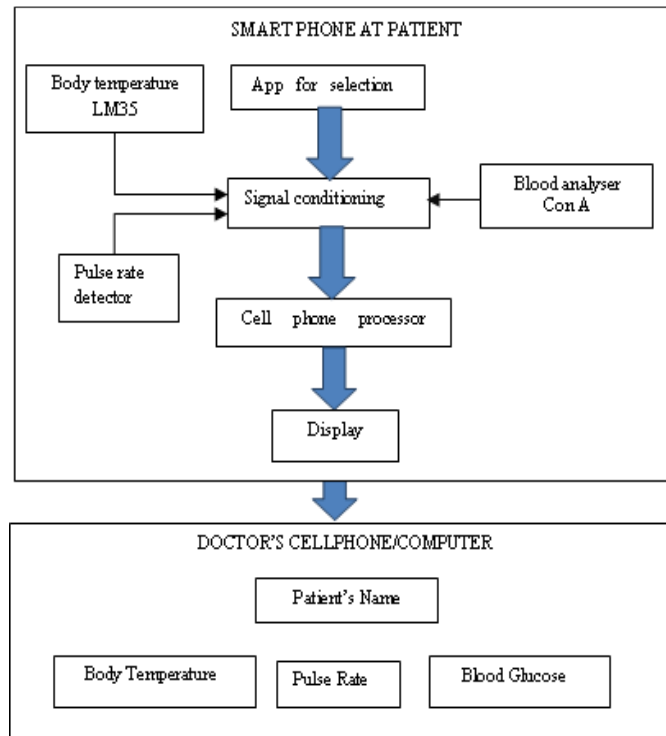 SMART PHONE AT PATIENT
Body temperature
LM35
App for selection
Signal conditioning
Blood analyser
Con A
Pulse rate
detector
Cell phone processor
Display
DOCTOR'S CELLPHONE/COMPUTER
Patient's Name
Body Temperature
Pulse Rate
Blood Glucose